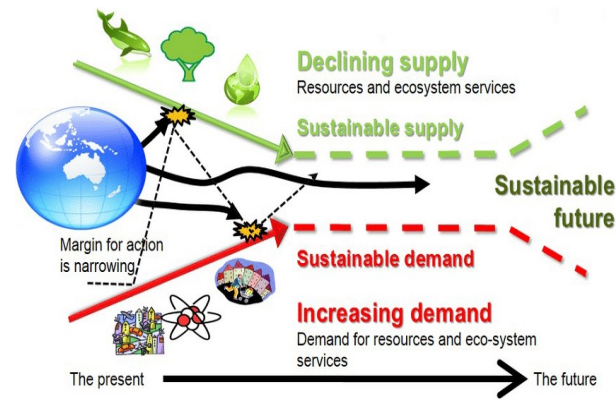 Declining supply
Resources and ecosystem services
Sustainable supply
Sustainable
future
Margin for action
is narrowing
Sustainable demand
Increasing demand
Demand for resources and eco-system
services
The present
The future